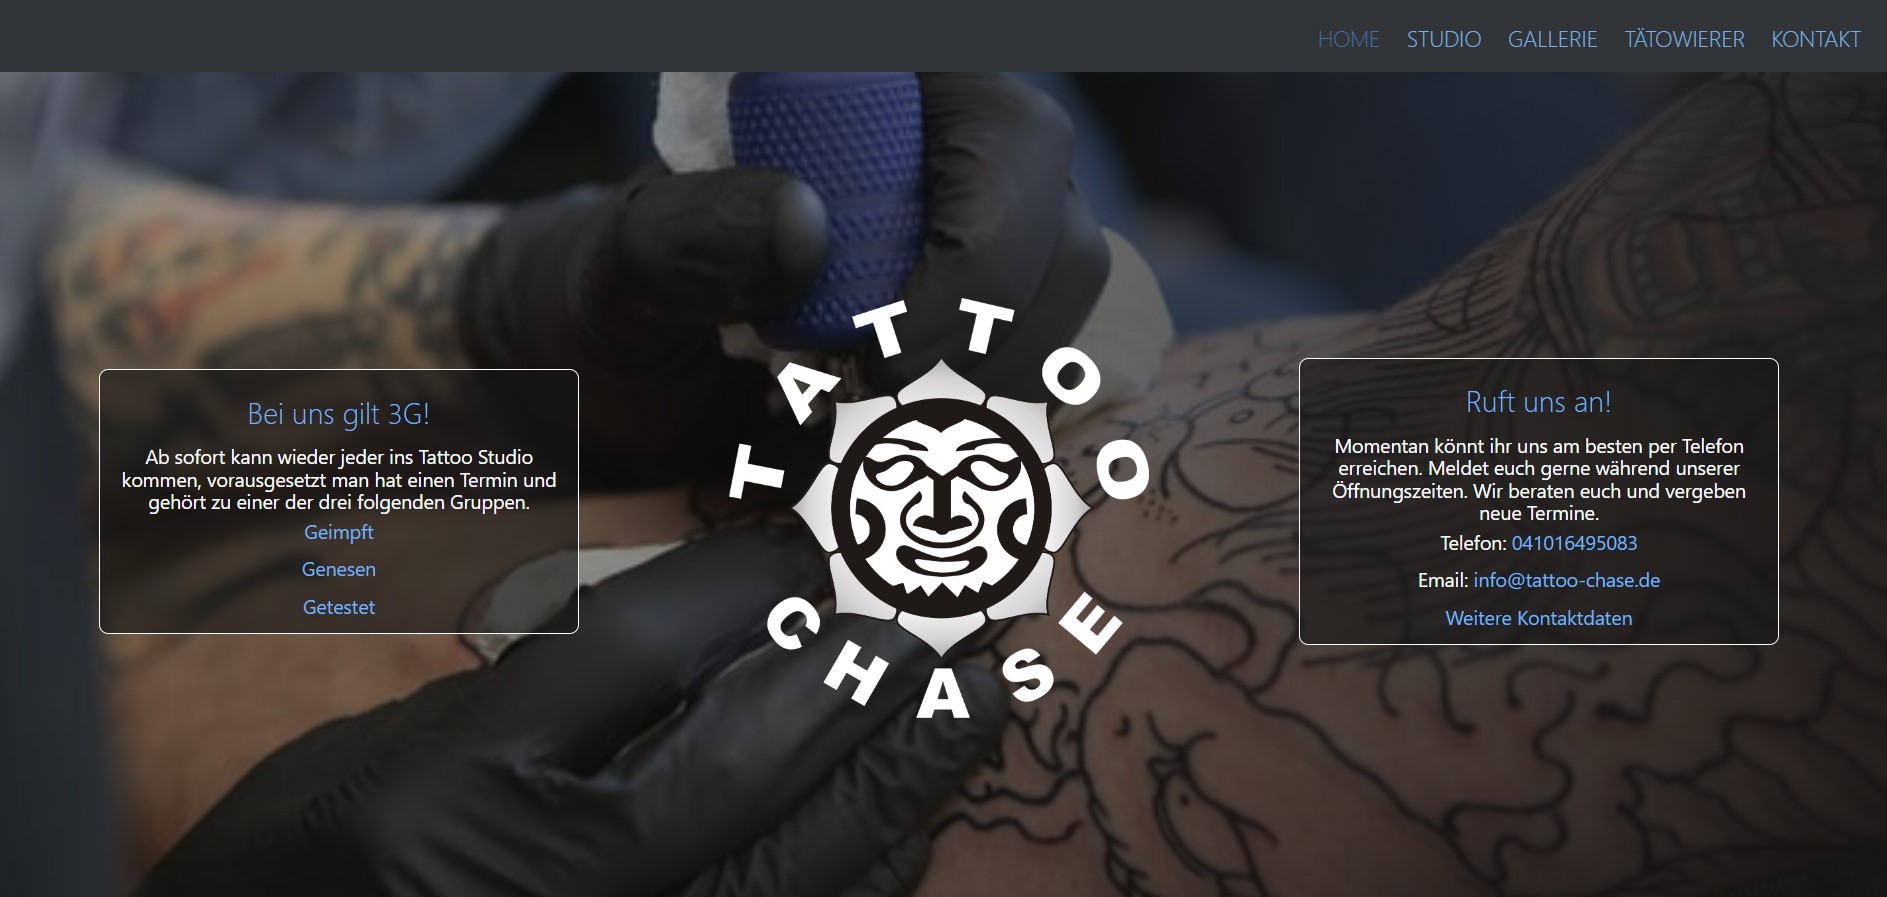 HOME STUDIO GALLERIE TÄTOWIERER KONTAKT
TATTOO
CHASE
Bei uns gilt 3G!
Ab sofort kann wieder jeder ins Tattoo Studio
kommen, vorausgesetzt man hat einen Termin und
gehört zu einer der drei folgenden Gruppen.
Geimpft
Genesen
Getestet
Ruft uns an!
Momentan könnt ihr uns am besten per Telefon
erreichen. Meldet euch gerne während unserer
Öffnungszeiten. Wir beraten euch und vergeben
neue Termine.
Telefon: 041016495083
Email: info@tattoo-chase.de
Weitere Kontaktdaten